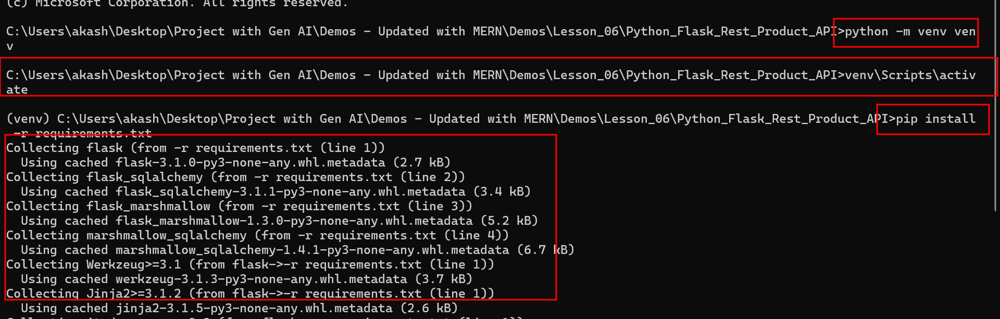 (c) Microsoft Corporation. All rights reserved.
C:\Users\akash\Desktop\Project with Gen AI\Demos - Updated with MERN\Demos\Lesson_06\Python_Flask_Rest_Product_API>python -m venv ven
v
C:\Users\akash\Desktop\Project with Gen AI\Demos - Updated with MERN\Demos\Lesson_06\Python_Flask_Rest_Product_API>venv\Scripts\activ
ate
(venv) C:\Users\akash\Desktop\Project with Gen AI\Demos - Updated with MERN\Demos\Lesson_06\Python_Flask_Rest_Product_API>pip install
-r requirements.txt
Collecting flask (from -r requirements.txt (line 1))
Using cached flask-3.1.0-py3-none-any.whl.metadata (2.7 kB)
Collecting flask_sqlalchemy (from -r requirements.txt (line 2))
Using cached flask_sqlalchemy-3.1.1-py3-none-any.whl.metadata (3.4 kB)
Collecting flask_marshmallow (from -r requirements.txt (line 3))
Using cached flask_marshmallow-1.3.0-py3-none-any.whl.metadata (5.2 kB)
Collecting marshmallow_sqlalchemy (from -r requirements.txt (line 4))
Using cached marshmallow_sqlalchemy-1.4.1-py3-none-any.whl.metadata (6.7 kB)
Collecting Werkzeug>=3.1 (from flask->-r requirements.txt (line 1))
Using cached werkzeug-3.1.3-py3-none-any.whl.metadata (3.7 kB)
Collecting Jinja2>=3.1.2 (from flask->-r requirements.txt (line 1))
Using cached jinja2-3.1.5-py3-none-any.whl.metadata (2.6 kB)